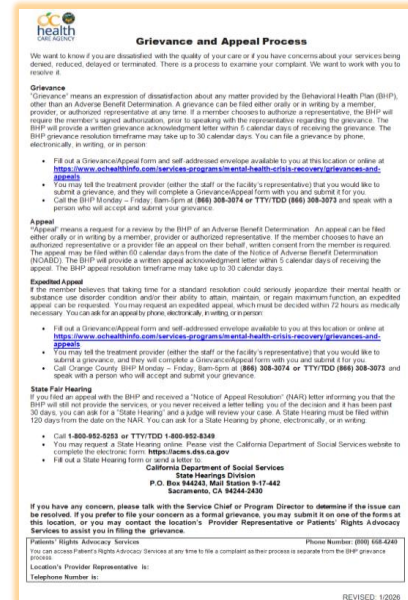 OC
health
CARE AGENCY
Grievance and Appeal Process
We want to know if you are dissatisfied with the quality of your care or if you have concerns about your services being
denied, reduced, delayed or terminated. There is a process to examine your complaint. We want to work with you to
resolve it.
Grievance
"Grievance" means an expression of dissatisfaction about any matter provided by the Behavioral Health Plan (BHP),
other than an Adverse Benefit Determination. A grievance can be filed either orally or in writing by a member,
provider, or authorized representative at any time. If a member chooses to authorize a representative, the BHP will
require the member's signed authorization, prior to speaking with the representative regarding the grievance. The
BHP will provide a written grievance acknowledgment letter within 5 calendar days of receiving the grievance. The
BHP grievance resolution timeframe may take up to 30 calendar days. You can file a grievance by phone,
electronically, in writing, or in person:
• Fill out a Grievance/Appeal form and self-addressed envelope available to you at this location or online at
https://www.ochealthinfo.com/services-programs/mental-health-crisis-recovery/grievances-and-
appeals.
• You may tell the treatment provider (either the staff or the facility's representative) that you would like to
submit a grievance, and they will complete a Grievance/Appeal form and submit it for you.
• Call the BHP Monday – Friday; 8am-5pm at (866) 308-3074 or TTY/TDD (866) 308-3073 and speak with a
person who will accept and submit your grievance.
Appeal
"Appeal" means a request for a review by the BHP of an Adverse Benefit Determination. An appeal can be filed
either orally or in writing by a member, provider or authorized representative. If the member chooses to have an
authorized representative or a provider file an appeal on their behalf, written consent from the member is required.
The appeal may be filed within 60 calendar days from the date of the Notice of Adverse Benefit Determination
(NOABD). The BHP will provide a written appeal acknowledgment letter within 5 calendar days of receiving the
appeal. The BHP appeal resolution timeframe may take up to 30 calendar days.
Expedited Appeal
If the member believes that taking time for a standard resolution could seriously jeopardize their mental health or
substance use disorder condition and/or their ability to attain, maintain, or regain maximum function, an expedited
appeal can be requested. You may request an expedited appeal, which must be decided within 72 hours as medically
necessary. You can ask for an appeal by phone, electronically, in writing, or in person:
• Fill out a Grievance/Appeal form and self-addressed envelope available to you at this location or online at
https://www.ochealthinfo.com/services-programs/mental-health-crisis-recovery/grievances-and-
appeals.
• You may tell the treatment provider (either the staff or the facility's representative) that you would like to
submit a grievance, and they will complete a Grievance/Appeal form and submit it for you.
• Call Orange County BHP Monday – Friday; 8am-5pm at (866) 308-3074 or TTY/TDD (866) 308-3073 and
speak with a person who will accept and submit your grievance.
State Fair Hearing
If you filed an appeal with the BHP and received a "Notice of Appeal Resolution" (NAR) letter informing you that the
BHP will still not provide the services, or you never received a letter telling you of the decision and it has been past
30 days, you can ask for a "State Hearing" and a judge will review your case. A State Hearing must be filed within
120 days from the date on the NAR. You can ask for a State Hearing by phone, electronically, or in writing:
• Call 1-800-952-5253 or TTY/TDD 1-800-952-8349.
• You may request a State Hearing online. Please visit the California Department of Social Services website to
complete the electronic form: https://acms.dss.ca.gov
• Fill out a State Hearing form or send a letter to:
California Department of Social Services
State Hearings Division
P.O. Box 944243, Mail Station 9-17-442
Sacramento, CA 94244-2430
If you have any concern, please talk with the Service Chief or Program Director to determine if the issue can
be resolved. If you prefer to file your concern as a formal grievance, you may submit it on one of the forms at
this location, or you may contact the location's Provider Representative or Patients' Rights Advocacy
Services to assist you in filing the grievance.
Patients' Rights Advocacy Services Phone Number: (800) 668-4240
You can access Patient's Rights Advocacy Services at any time to file a complaint as their process is separate from the BHP grievance
process.
Location's Provider Representative is:
Telephone Number is:
REVISED: 1/2026